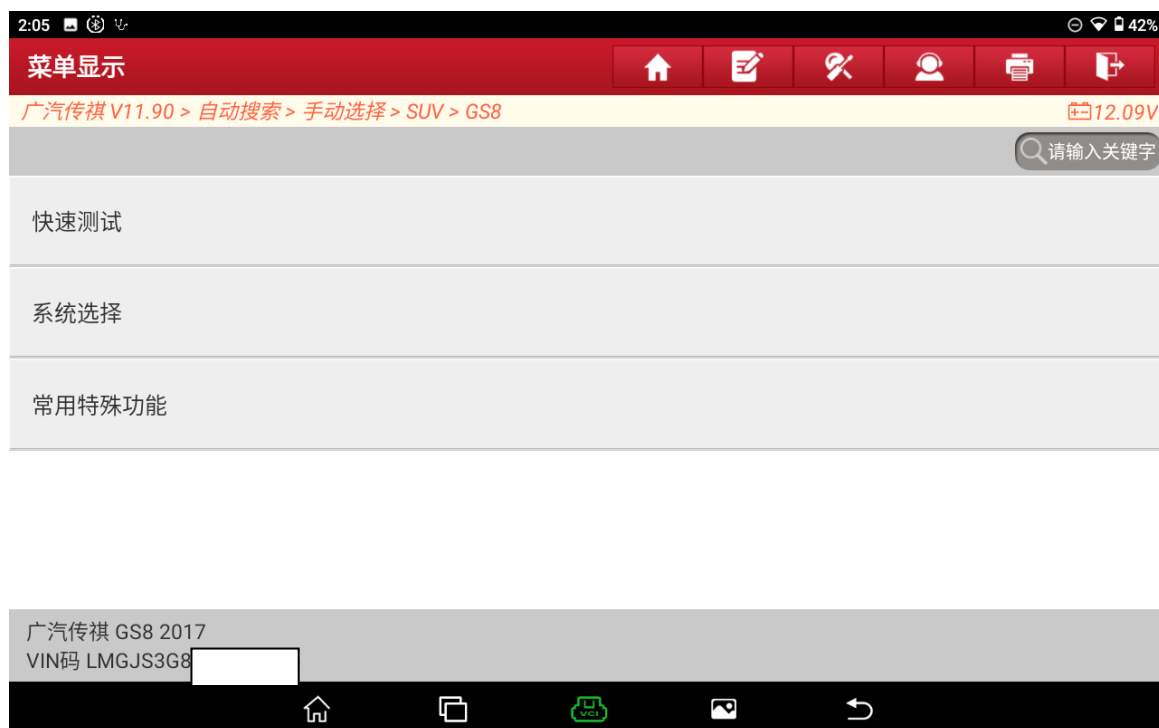 2:05 42%
菜单显示
广汽传祺 V11.90 > 自动搜索 > 手动选择 > SUV > GS8 12.09V
请输入关键字
快速测试
系统选择
常用特殊功能
广汽传祺 GS8 2017
VIN码 LMGJS3G8
VCI